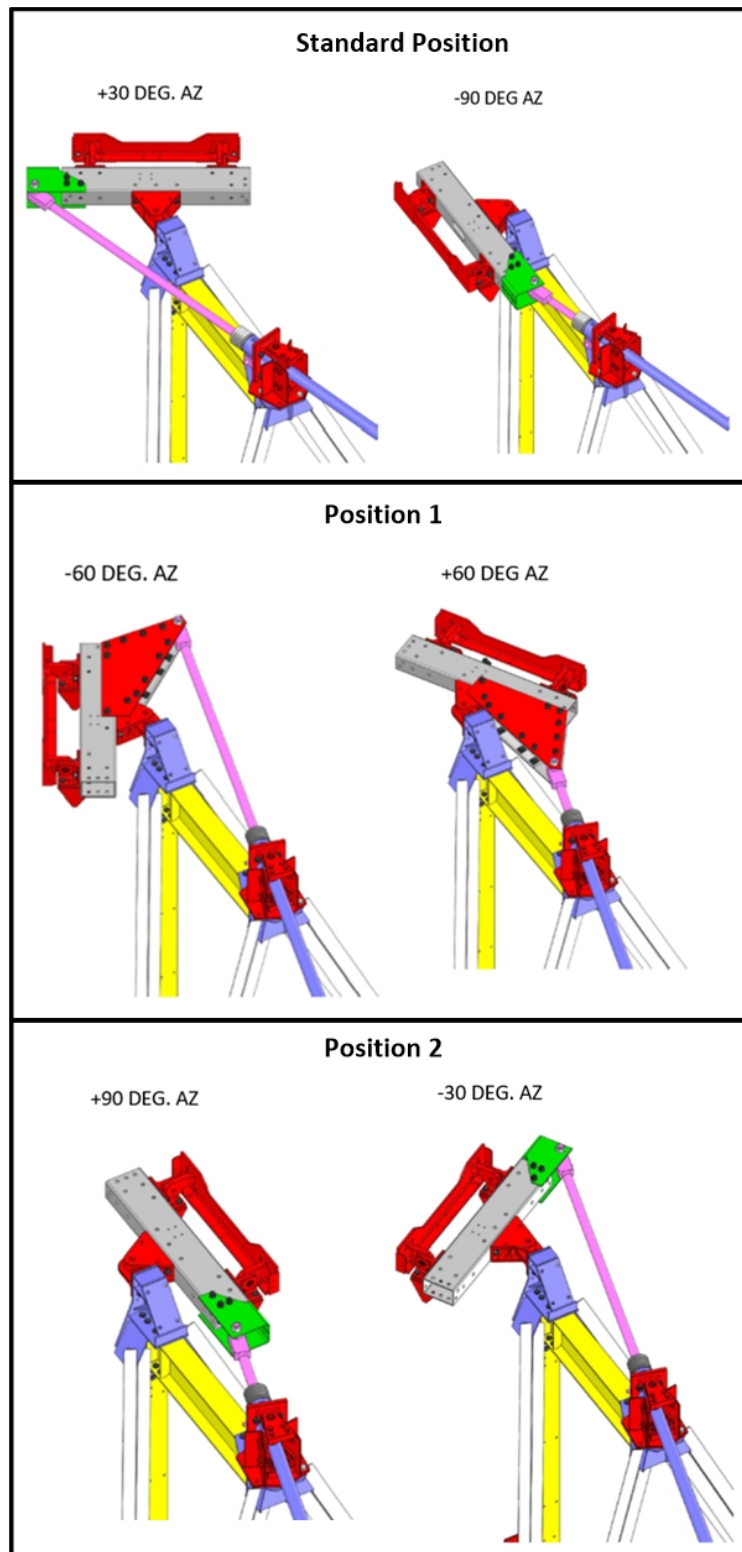 Standard Position
+30 DEG. AZ
-90 DEG AZ
Position 1
-60 DEG. AZ
+60 DEG AZ
Position 2
+90 DEG. AZ
-30 DEG. AZ